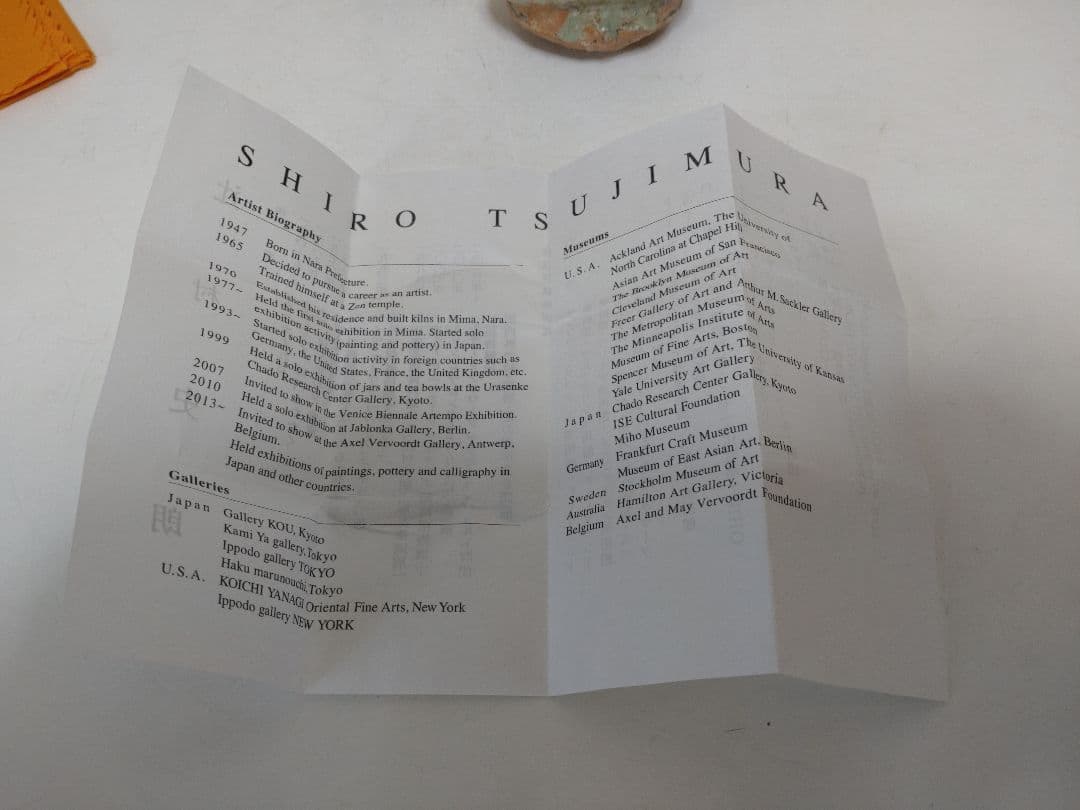 SHIRO TSUJIMURA
Artist Biography
1947 Born in Nara Prefecture.
1965 Decided to pursue a career as an artist.
Trained himself at a Zen temple.
1970 Established his residence and built kilns in Mima, Nara.
1977~ Held the first solo exhibition in Mima. Started solo
exhibition activity (painting and pottery) in Japan.
1993~ Started solo exhibition activity in foreign countries such as
Germany, the United States, France, the United Kingdom, etc.
1999 Held a solo exhibition of jars and tea bowls at the Urasenke
Chado Research Center Gallery, Kyoto.
2007 Invited to show in the Venice Biennale Artempo Exhibition.
2010 Held a solo exhibition at Jablonka Gallery, Berlin.
2013~ Invited to show at the Axel Vervoordt Gallery, Antwerp,
Belgium.
Held exhibitions of paintings, pottery and calligraphy in
Japan and other countries.
Galleries
Japan Gallery KOU, Kyoto
Kami Ya gallery, Tokyo
Ippodo gallery TOKYO
Haku marunouchi, Tokyo
U.S.A. KOICHI YANAGI Oriental Fine Arts, New York
Ippodo gallery NEW YORK
Museums
U.S.A. Ackland Art Museum, The University of
North Carolina at Chapel Hill
Asian Art Museum of San Francisco
The Brooklyn Museum of Art
Cleveland Museum of Art
Freer Gallery of Art and Arthur M. Sackler Gallery
The Metropolitan Museum of Arts
The Minneapolis Institute of Arts
Museum of Fine Arts, Boston
Spencer Museum of Art, The University of Kansas
Yale University Art Gallery
Japan Chado Research Center Gallery, Kyoto
ISE Cultural Foundation
Miho Museum
Germany Frankfurt Craft Museum
Museum of East Asian Art, Berlin
Sweden Stockholm Museum of Art
Australia Hamilton Art Gallery, Victoria
Belgium Axel and May Vervoordt Foundation